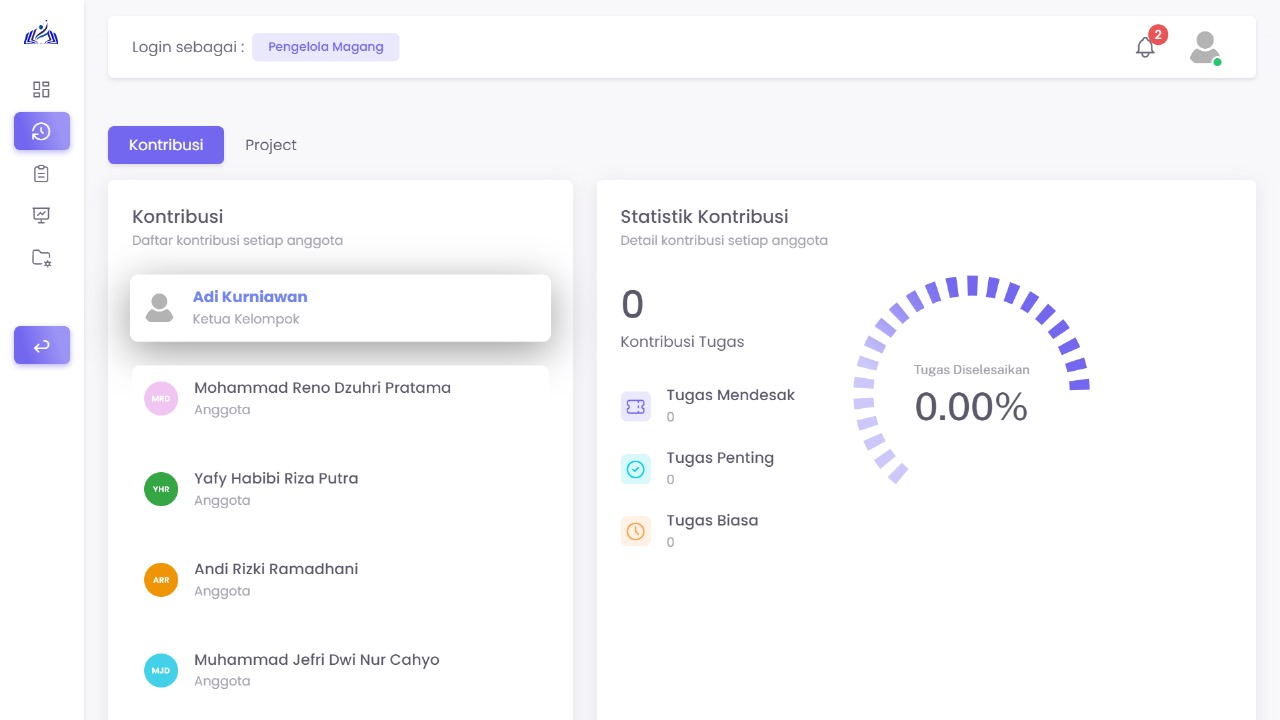 Login sebagai :
Pengelola Magang
2
Kontribusi
Project
Kontribusi
Daftar kontribusi setiap anggota
Adi Kurniawan
Ketua Kelompok
MRD
Mohammad Reno Dzuhri Pratama
Anggota
YHR
Yafy Habibi Riza Putra
Anggota
ARR
Andi Rizki Ramadhani
Anggota
MJD
Muhammad Jefri Dwi Nur Cahyo
Anggota
Statistik Kontribusi
Detail kontribusi setiap anggota
0
Kontribusi Tugas
Tugas Mendesak
0
Tugas Penting
0
Tugas Biasa
0
Tugas Diselesaikan
0.00%